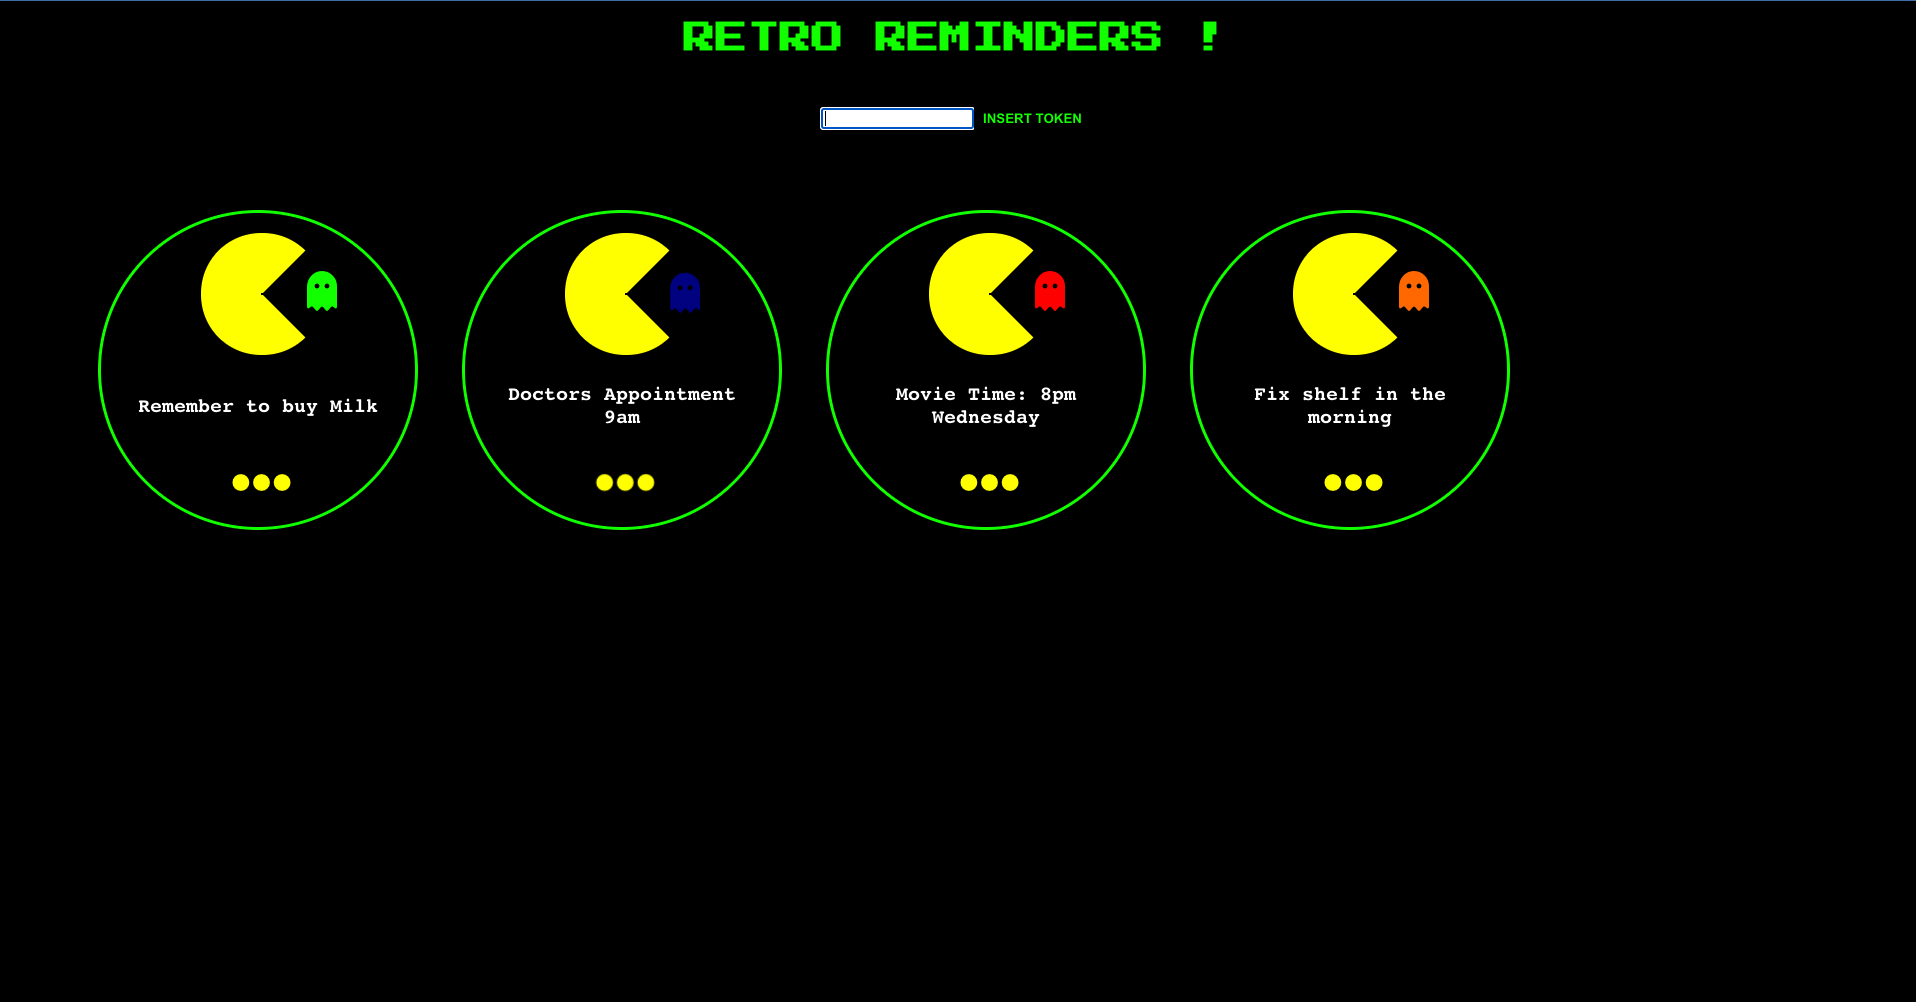 RETRO REMINDERS !
INSERT TOKEN
Remember to buy Milk
Doctors Appointment
9am
Movie Time: 8pm
Wednesday
Fix shelf in the
morning